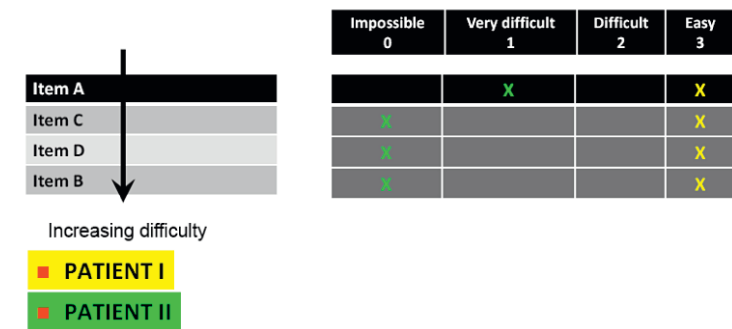 Impossible Very difficult Difficult Easy
0 1 2 3
Item A X X
Item C X X
Item D X X
Item B X X
Increasing difficulty
PATIENT I
PATIENT II